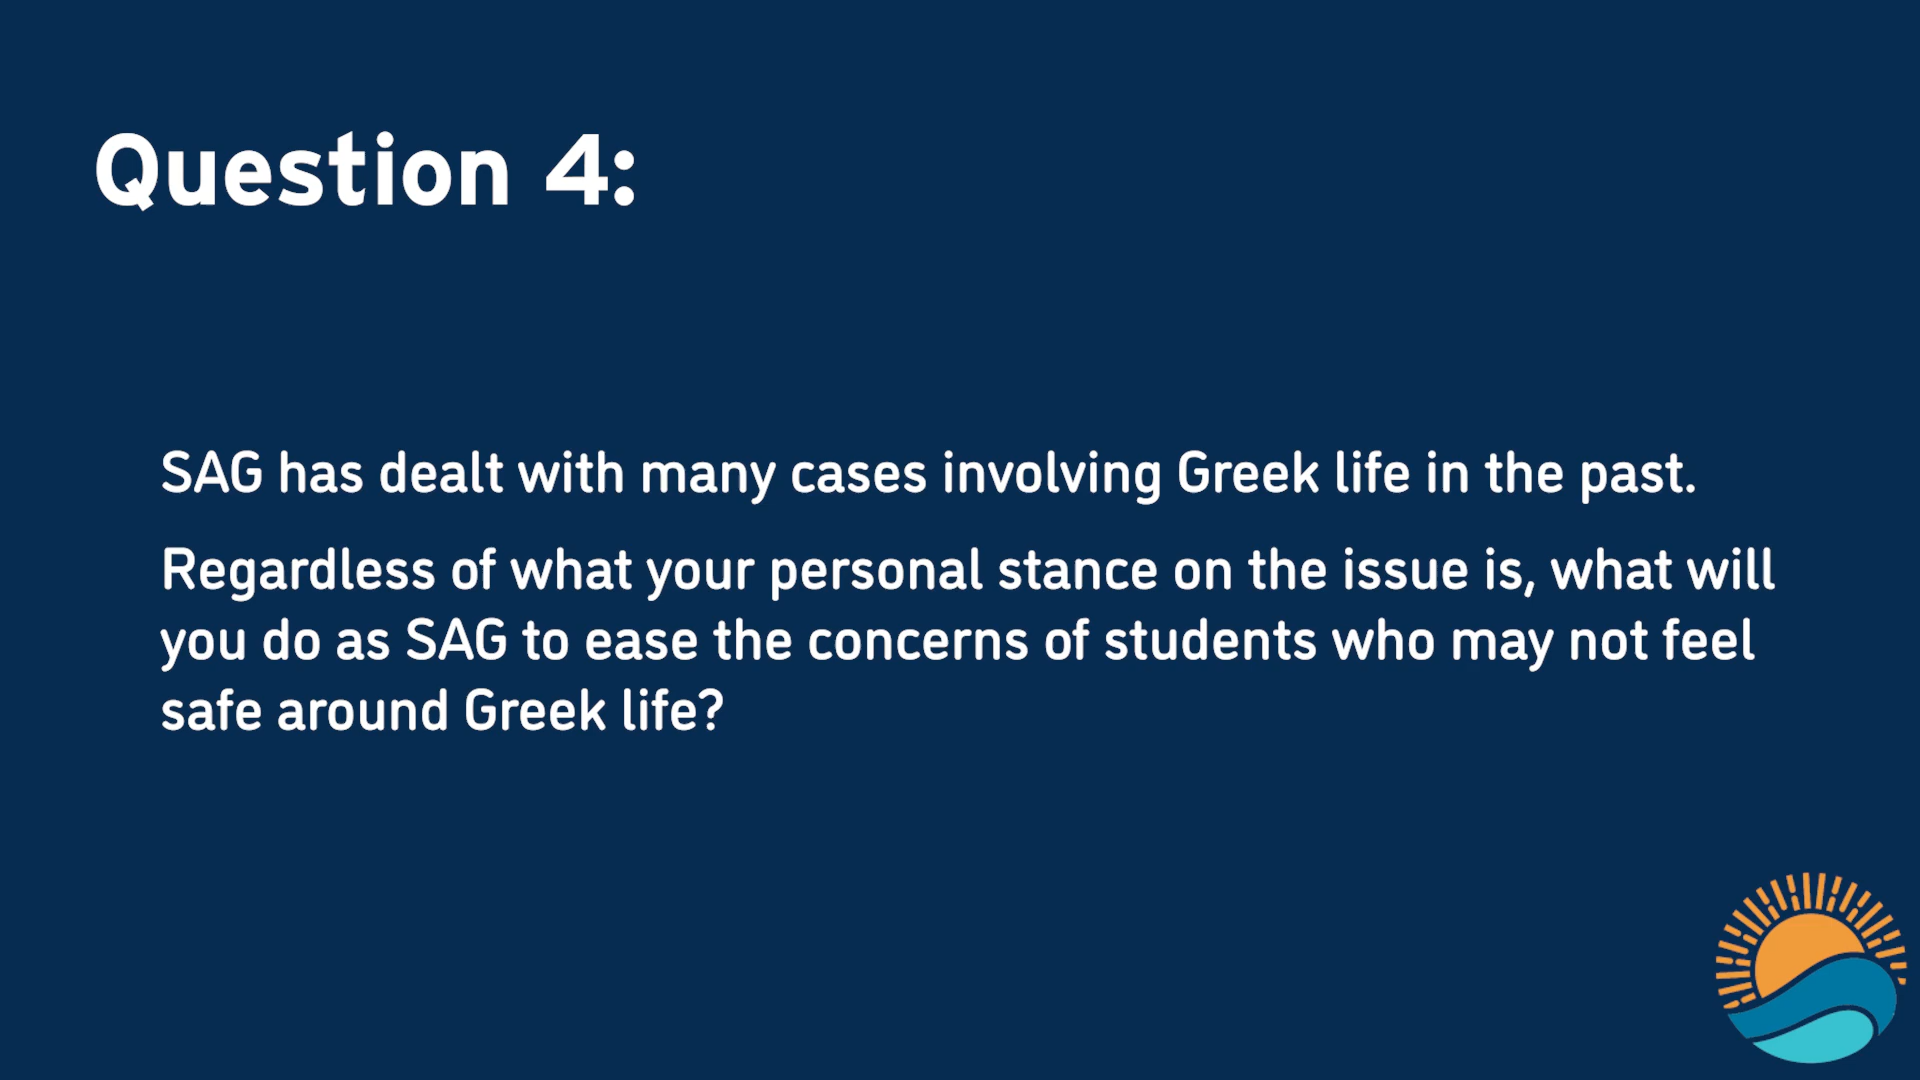 Question 4:
SAG has dealt with many cases involving Greek life in the past.
Regardless of what your personal stance on the issue is, what will
you do as SAG to ease the concerns of students who may not feel
safe around Greek life?